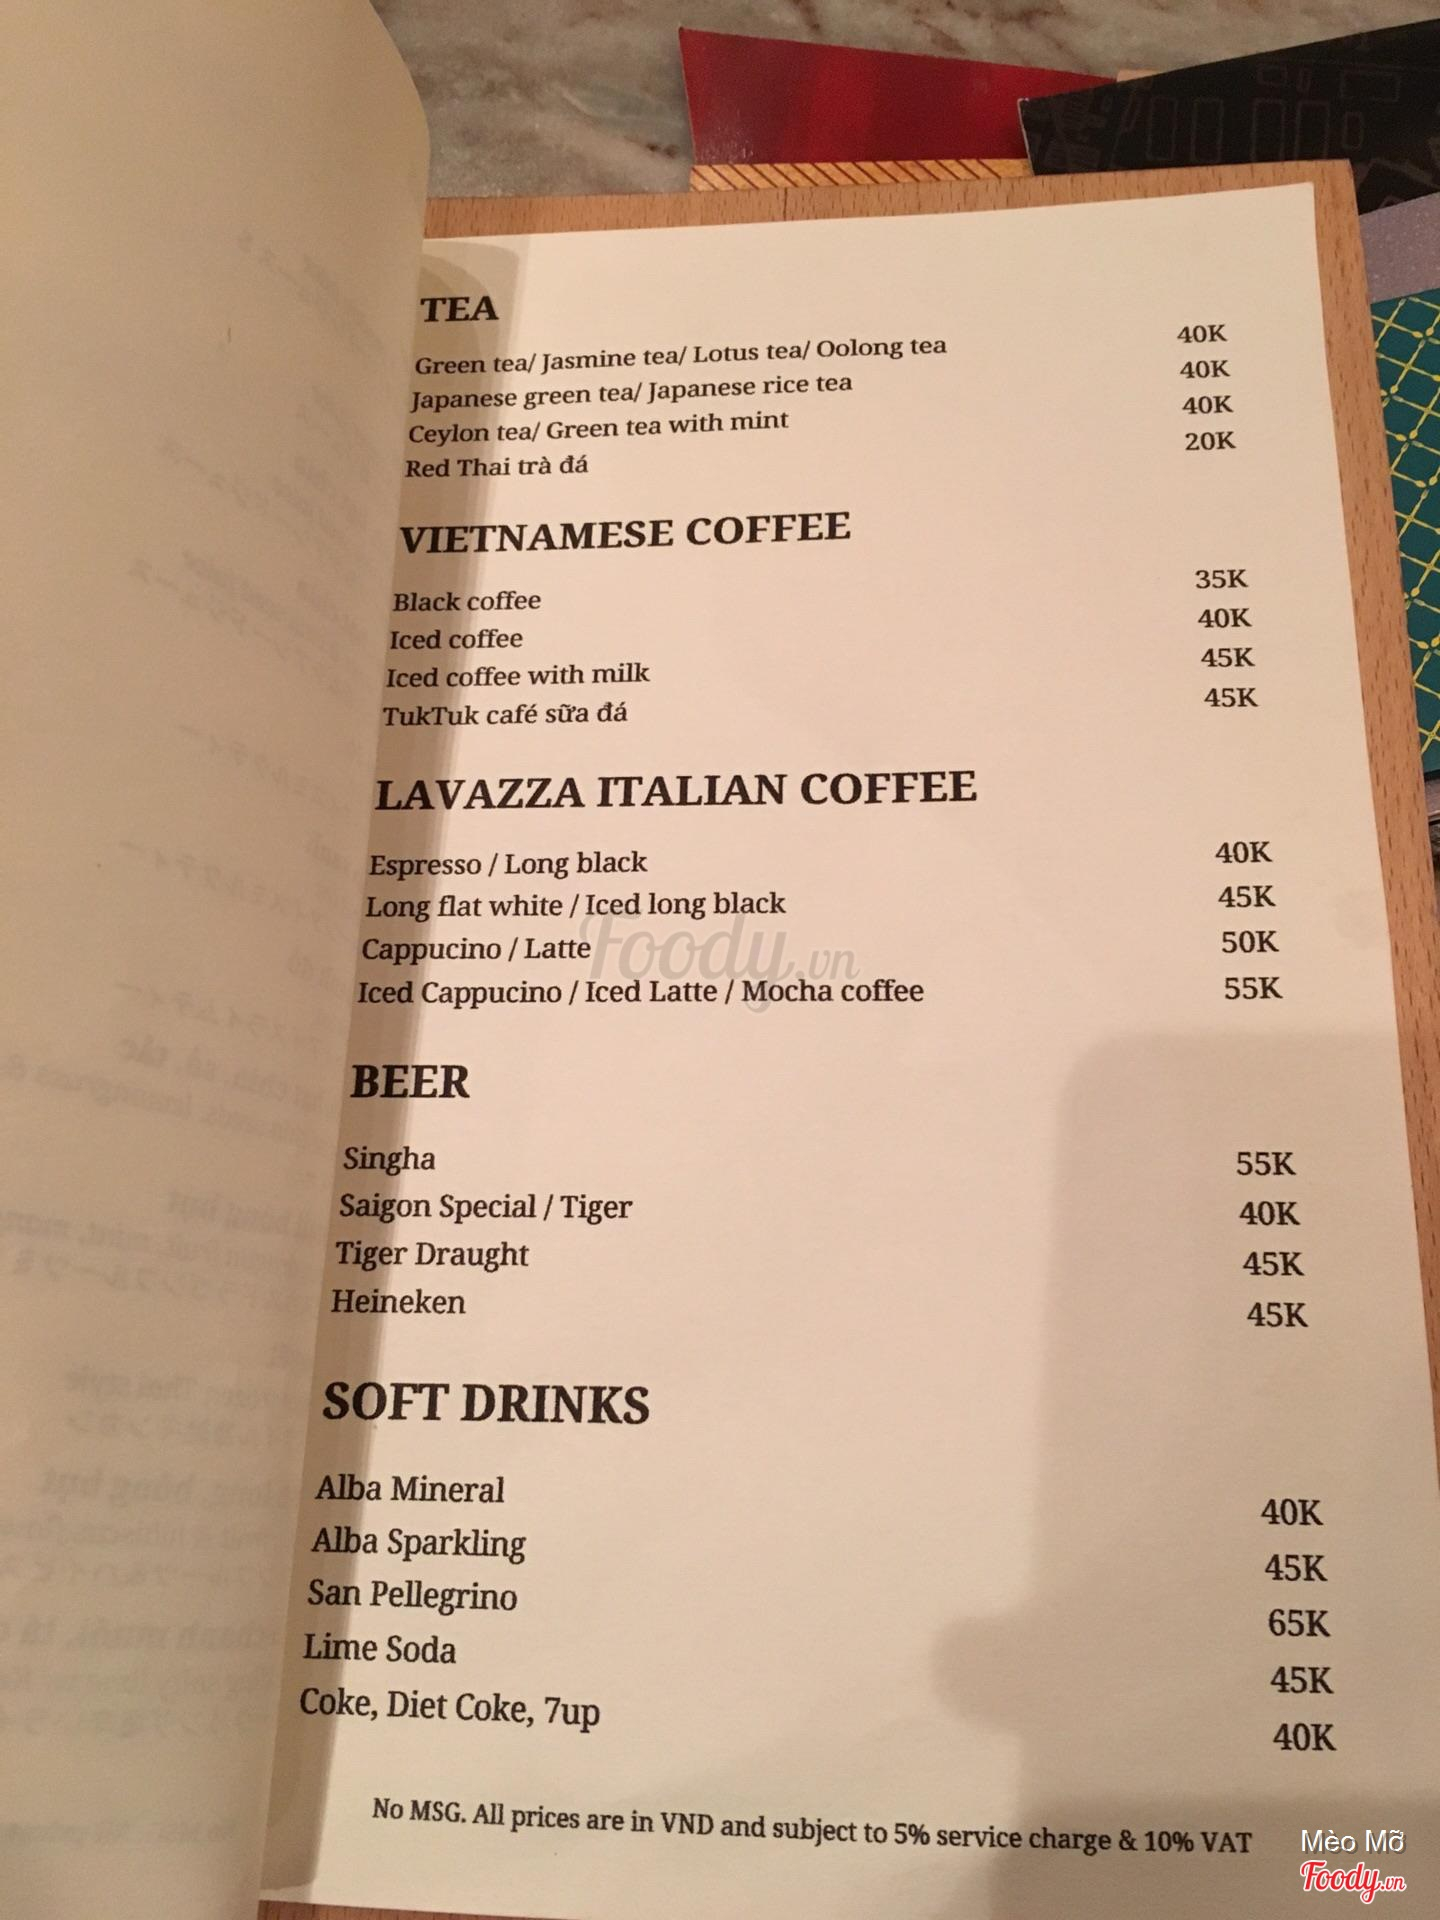 TEA
Green tea/ Jasmine tea/ Lotus tea/ Oolong tea 40K
Japanese green tea/ Japanese rice tea 40K
Ceylon tea/ Green tea with mint 40K
Red Thai trà đá 20K
VIETNAMESE COFFEE
Black coffee 35K
Iced coffee 40K
Iced coffee with milk 45K
TukTuk café sữa đá 45K
LAVAZZA ITALIAN COFFEE
Espresso / Long black 40K
Long flat white / Iced long black 45K
Cappucino / Latte 50K
Iced Cappucino / Iced Latte / Mocha coffee 55K
Foody.vn
BEER
Singha 55K
Saigon Special / Tiger 40K
Tiger Draught 45K
Heineken 45K
SOFT DRINKS
Alba Mineral 40K
Alba Sparkling 45K
San Pellegrino 65K
Lime Soda 45K
Coke, Diet Coke, 7up 40K
No MSG. All prices are in VND and subject to 5% service charge & 10% VAT
Mèo Mỡ
Foody.vn